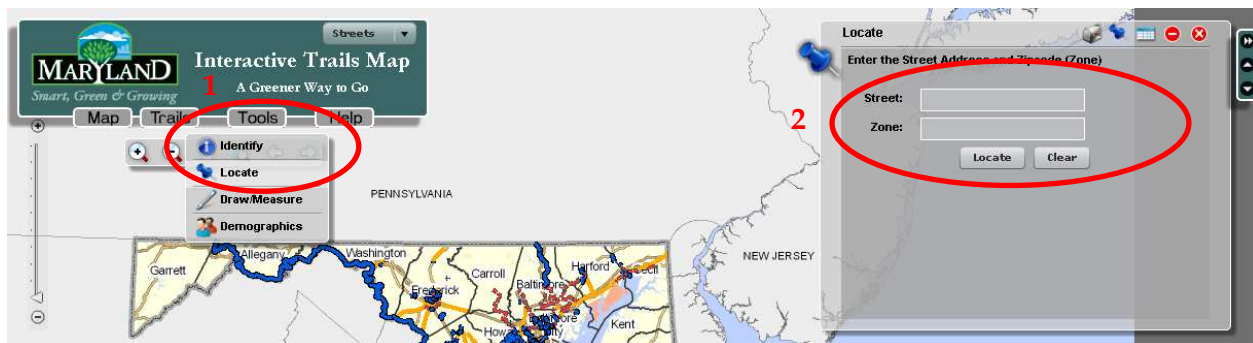 Streets
MARYLAND
Smart, Green & Growing
Interactive Trails Map
A Greener Way to Go
1
Map Trails Tools Help
Identify
Locate
Draw/Measure
Demographics
PENNSYLVANIA
NEW JERSEY
Garrett
Allegany
Washington
Frederick
Carroll
Baltimore
Harford
Cecil
Kent
2
Locate
Enter the Street Address and Zipcode (Zone)
Street:
Zone:
Locate Clear